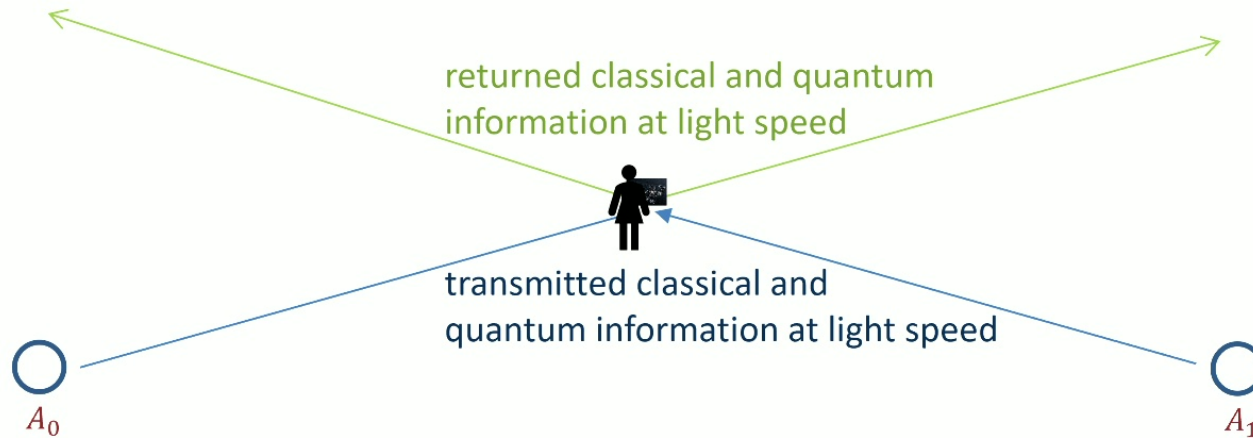 returned classical and quantum
information at light speed
transmitted classical and
quantum information at light speed
A₀
A₁